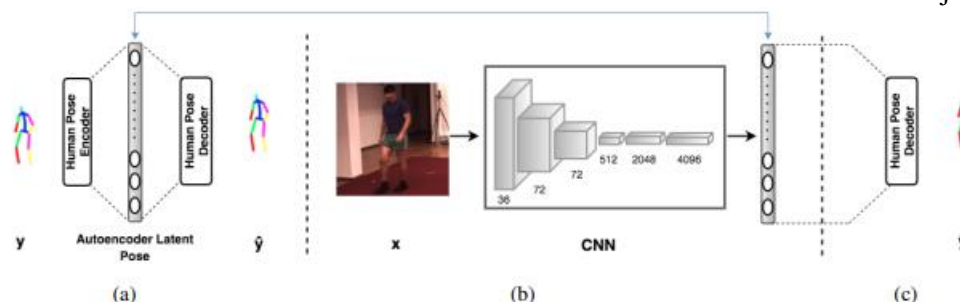 Human Pose
Encoder
Human Pose
Decoder
y
Autoencoder Latent
Pose
ŷ
(a)
36
72
72
512
2048
4096
x
CNN
(b)
Human Pose
Decoder
(c)